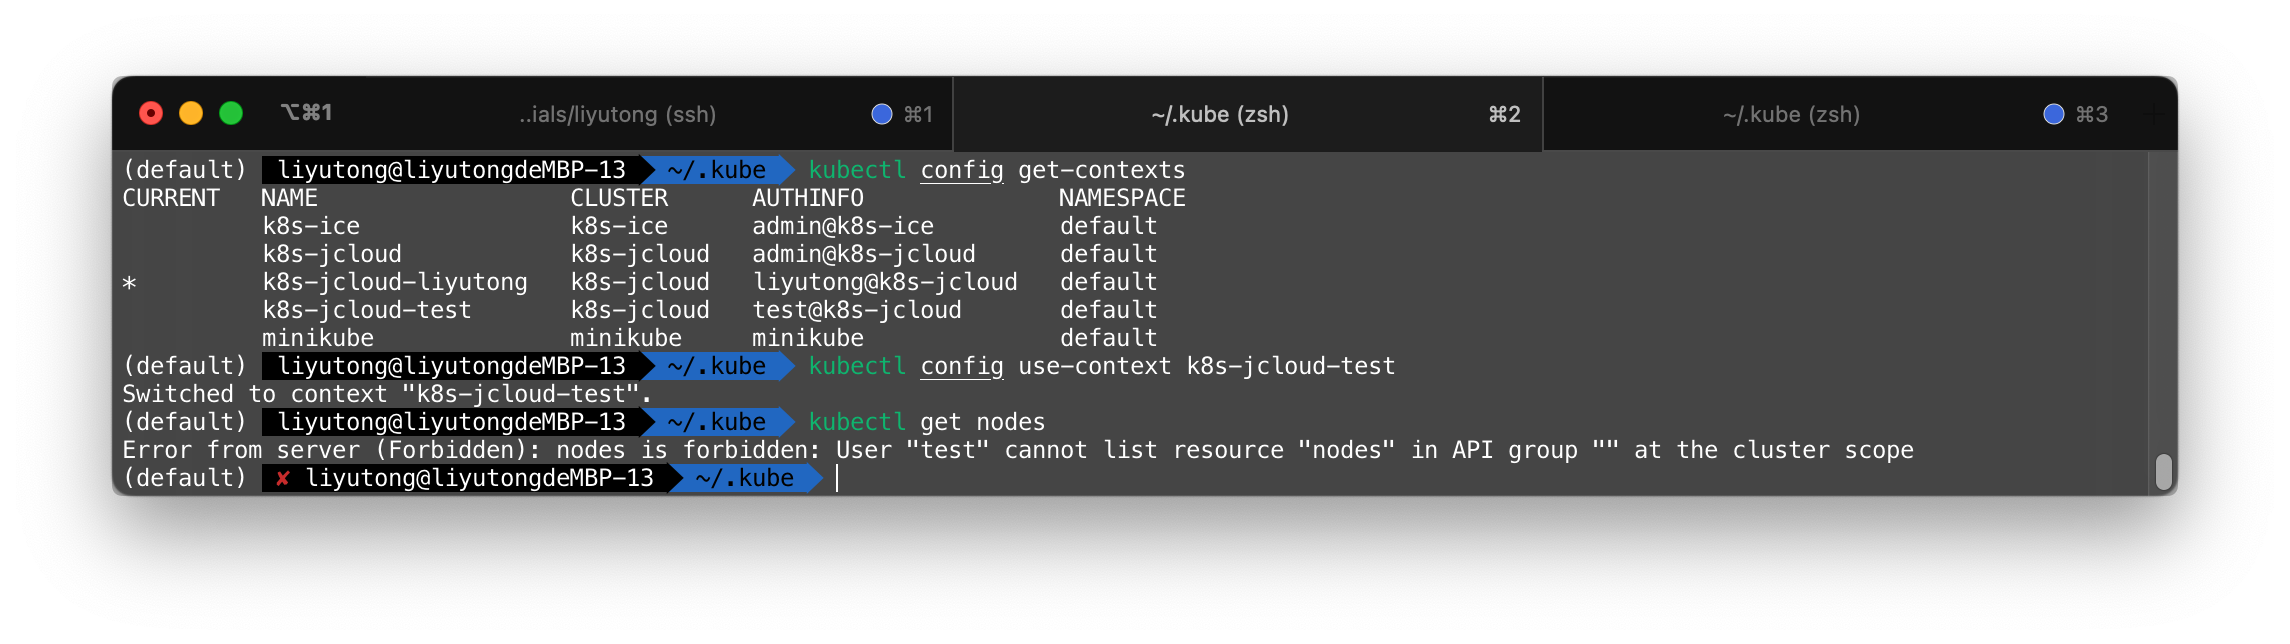 ⌥⌘1 ..ials/liyutong (ssh) ⌘1 ~/.kube (zsh) ⌘2 ~/.kube (zsh) ⌘3
(default) liyutong@liyutongdeMBP-13 ~/.kube kubectl config get-contexts
CURRENT NAME CLUSTER AUTHINFO NAMESPACE
k8s-ice k8s-ice admin@k8s-ice default
k8s-jcloud k8s-jcloud admin@k8s-jcloud default
* k8s-jcloud-liyutong k8s-jcloud liyutong@k8s-jcloud default
k8s-jcloud-test k8s-jcloud test@k8s-jcloud default
minikube minikube minikube default
(default) liyutong@liyutongdeMBP-13 ~/.kube kubectl config use-context k8s-jcloud-test
Switched to context "k8s-jcloud-test".
(default) liyutong@liyutongdeMBP-13 ~/.kube kubectl get nodes
Error from server (Forbidden): nodes is forbidden: User "test" cannot list resource "nodes" in API group "" at the cluster scope
(default) ✘ liyutong@liyutongdeMBP-13 ~/.kube